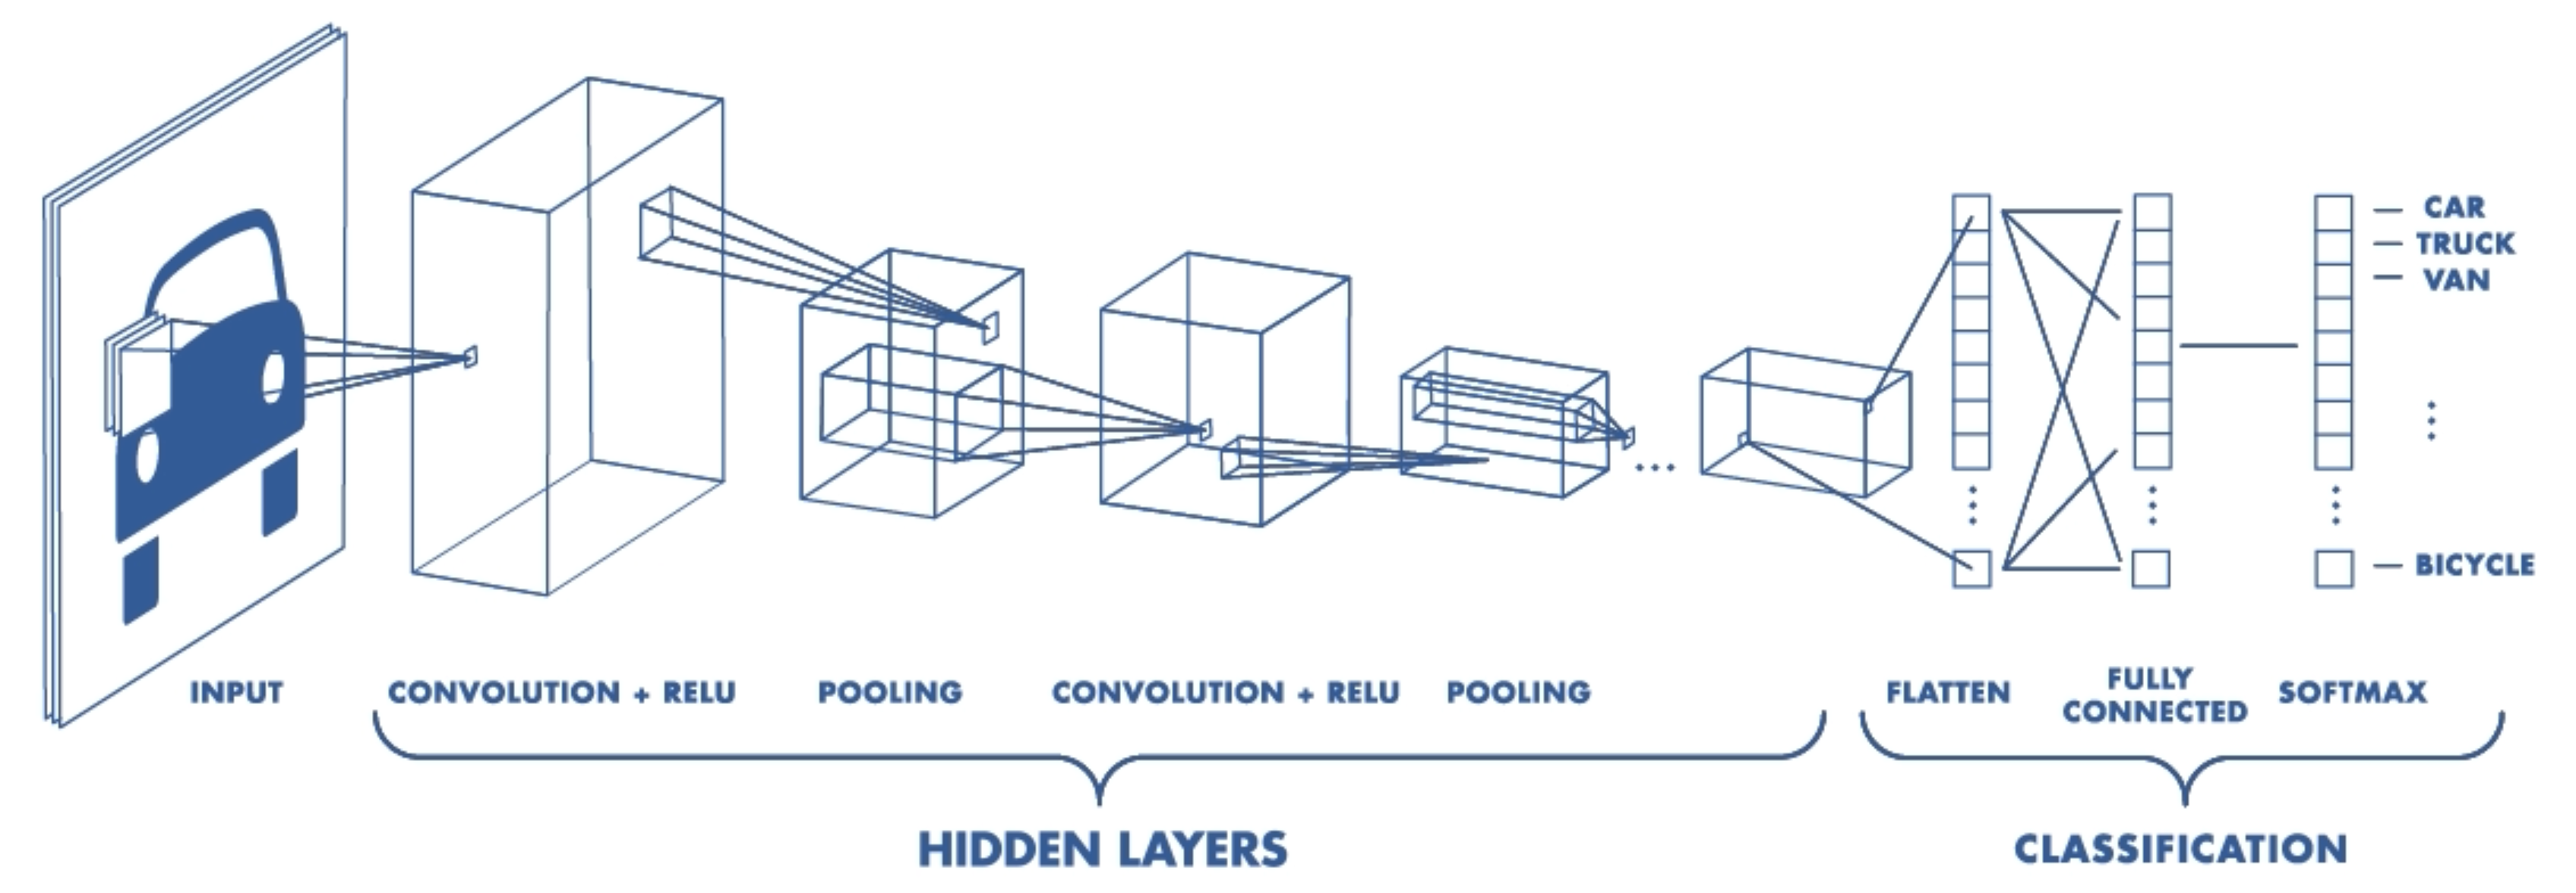 CAR
TRUCK
VAN
BICYCLE
INPUT
CONVOLUTION + RELU
POOLING
CONVOLUTION + RELU
POOLING
FLATTEN
FULLY
CONNECTED
SOFTMAX
HIDDEN LAYERS
CLASSIFICATION